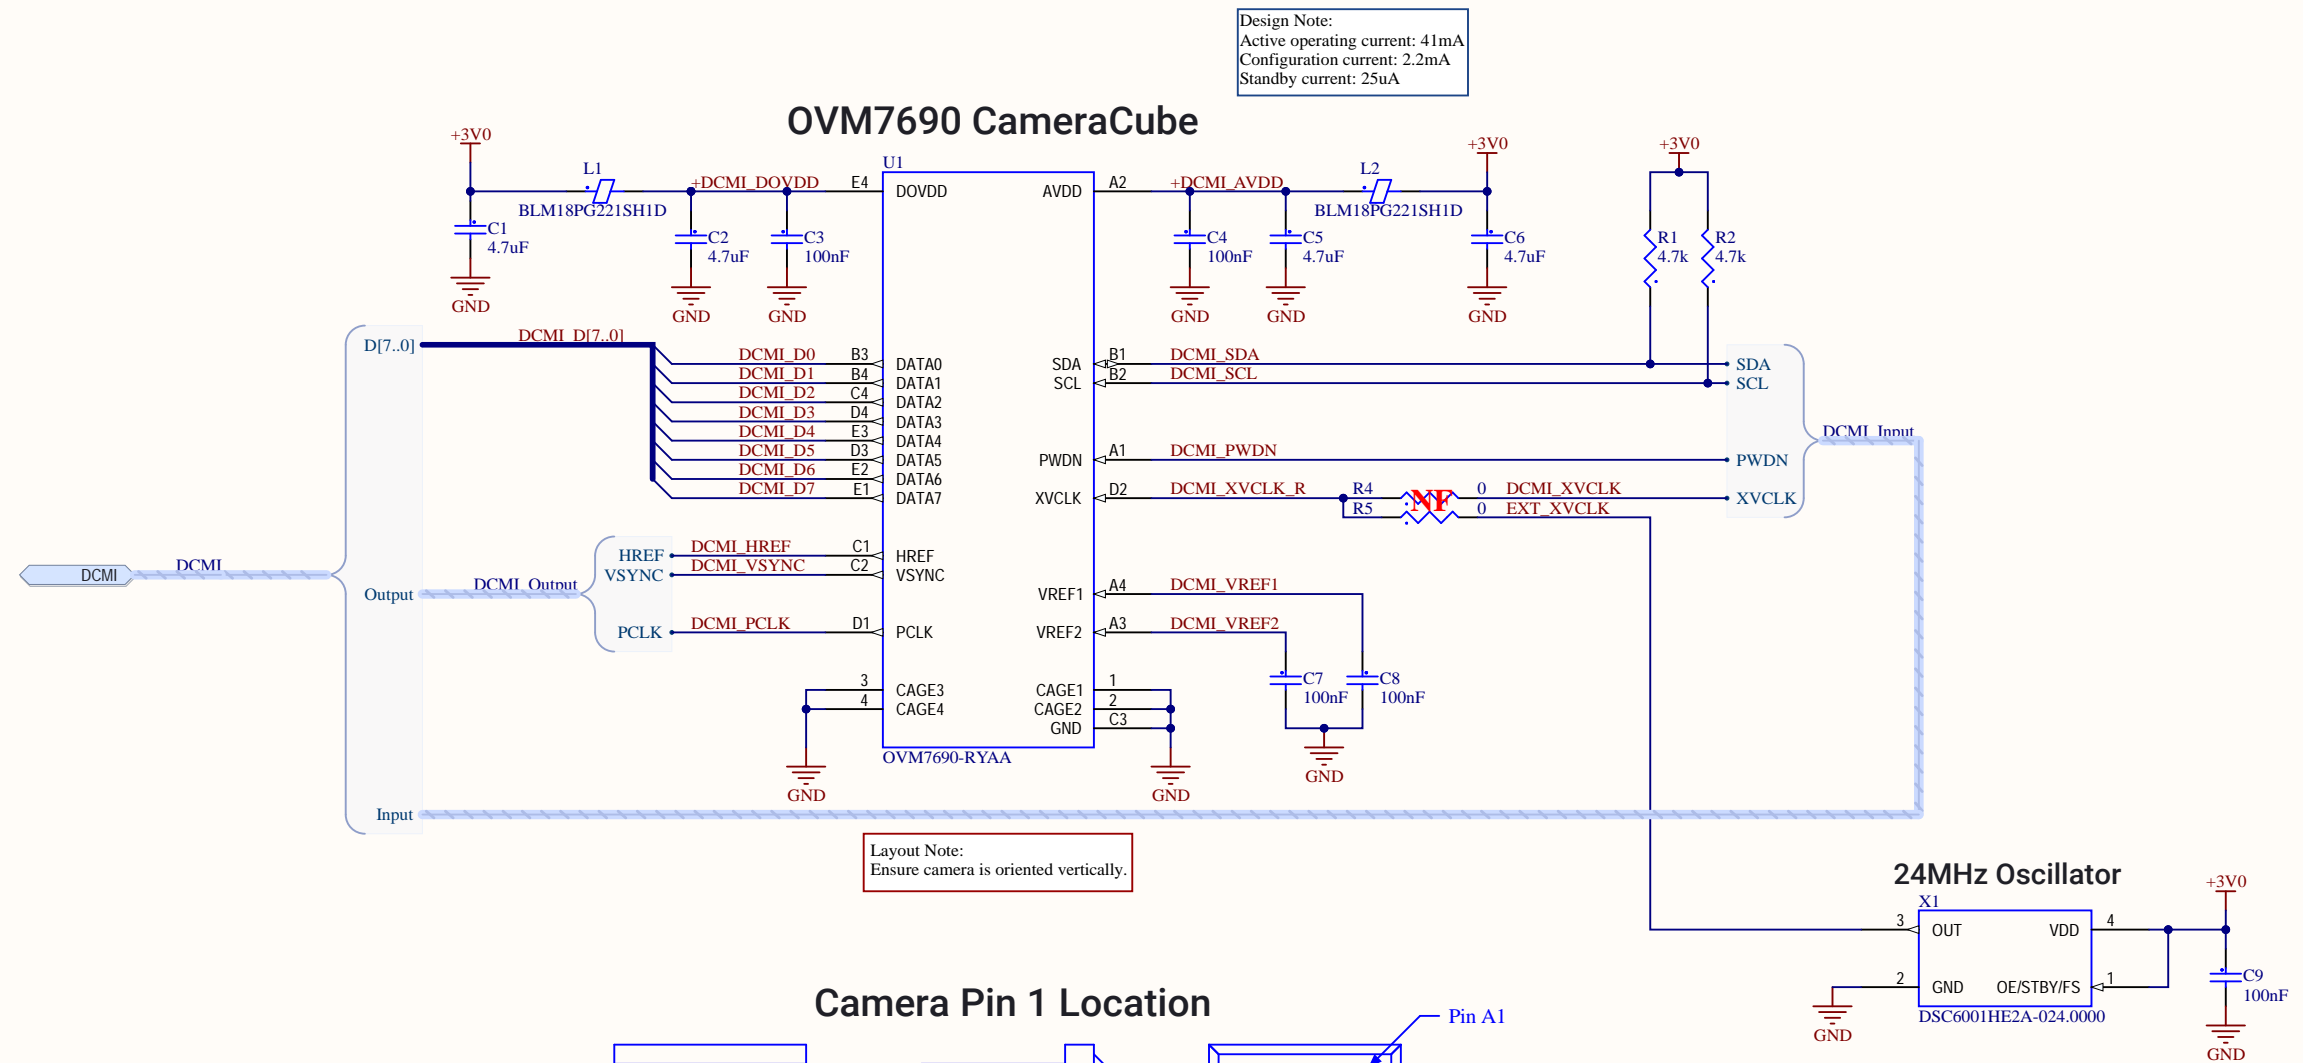 Design Note:
Active operating current: 41mA
Configuration current: 2.2mA
Standby current: 25uA
OVM7690 CameraCube
+3V0
+3V0
+3V0
L1
BLM18PG221SH1D
+DCMI_DOVDD
C1
4.7uF
GND
C2
4.7uF
GND
C3
100nF
GND
U1
E4
DOVDD
AVDD
A2
+DCMI_AVDD
L2
BLM18PG221SH1D
C4
100nF
GND
C5
4.7uF
GND
C6
4.7uF
GND
R1
4.7k
R2
4.7k
D[7..0]
DCMI_D[7..0]
DCMI_D0 B3 DATA0
DCMI_D1 B4 DATA1
DCMI_D2 C4 DATA2
DCMI_D3 D4 DATA3
DCMI_D4 E3 DATA4
DCMI_D5 D3 DATA5
DCMI_D6 E2 DATA6
DCMI_D7 E1 DATA7
SDA B1 DCMI_SDA SDA
SCL B2 DCMI_SCL SCL
DCMI_Input
PWDN A1 DCMI_PWDN PWDN
XVCLK D2 DCMI_XVCLK_R R4 NF 0 DCMI_XVCLK XVCLK
R5 0 EXT_XVCLK
DCMI
DCMI
Output
DCMI_Output
HREF DCMI_HREF C1 HREF
VSYNC DCMI_VSYNC C2 VSYNC
PCLK DCMI_PCLK D1 PCLK
VREF1 A4 DCMI_VREF1
VREF2 A3 DCMI_VREF2
C7
100nF
C8
100nF
GND
3 CAGE3
4 CAGE4
GND
CAGE1 1
CAGE2 2
GND C3
GND
OVM7690-RYAA
Input
Layout Note:
Ensure camera is oriented vertically.
24MHz Oscillator
X1
+3V0
3 OUT VDD 4
2 GND OE/STBY/FS 1
GND
DSC6001HE2A-024.0000
C9
100nF
GND
Camera Pin 1 Location
Pin A1